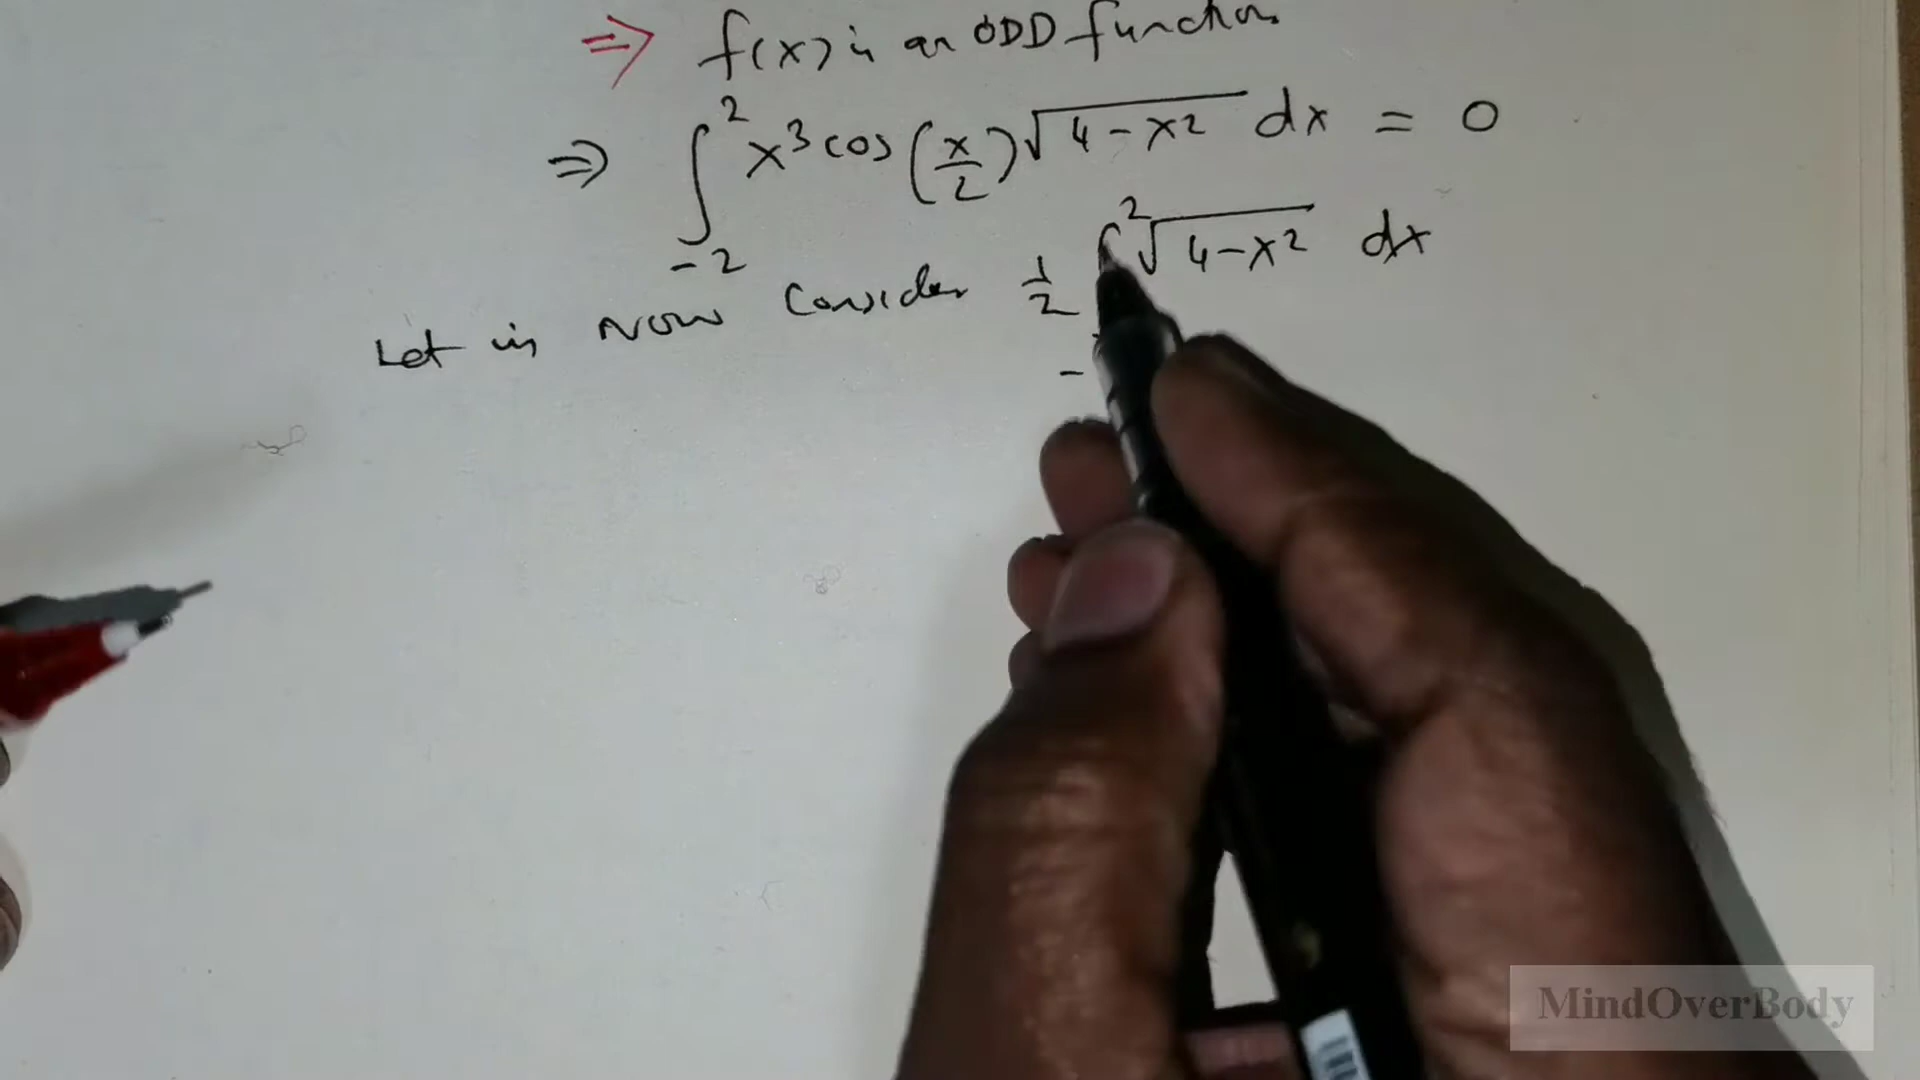 ⇒ f(x) is an ODD function
⇒ ∫_{-2}^{2} x³ cos(x/2) √(4-x²) dx = 0
Let us now consider 1/2 ∫^{2} √(4-x²) dx
MindOverBody